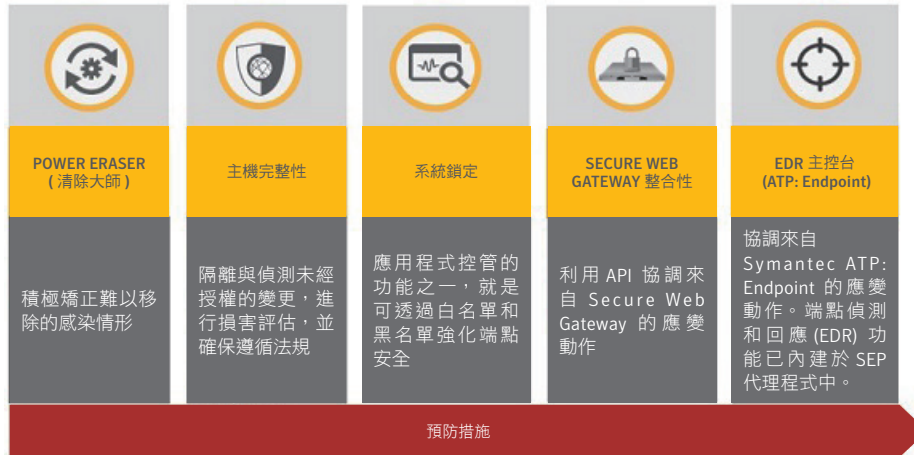 POWER ERASER
( 清除大師 )
主機完整性
系統鎖定
SECURE WEB
GATEWAY 整合性
EDR 主控台
(ATP: Endpoint)
積極矯正難以移
除的感染情形
隔離與偵測未經
授權的變更，進
行損害評估，並
確保遵循法規
應用程式控管的
功能之一，就是
可透過白名單和
黑名單強化端點
安全
利用 API 協調來
自 Secure Web
Gateway 的應變
動作
協調來自
Symantec ATP:
Endpoint 的應變
動作。端點偵測
和回應 (EDR) 功
能已內建於 SEP
代理程式中。
預防措施